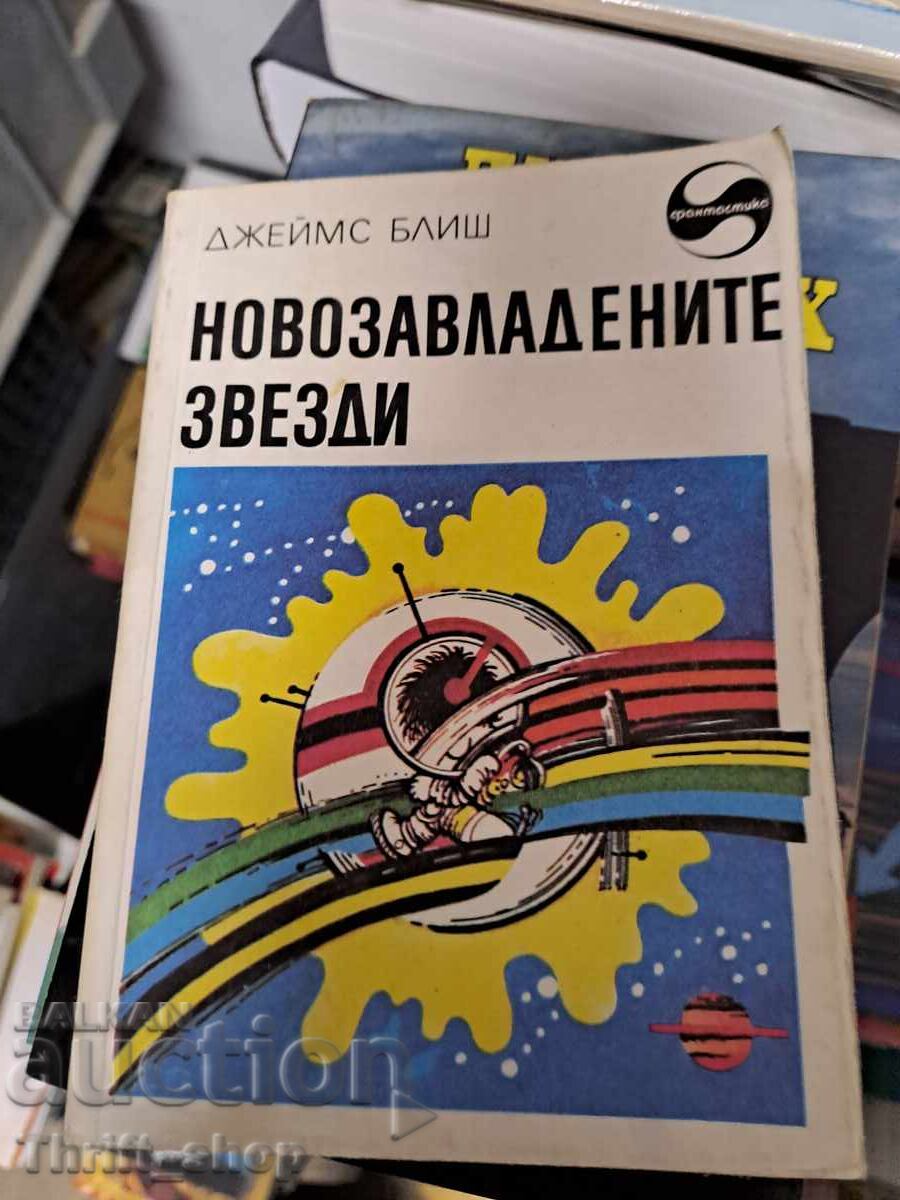 ДЖЕЙМС БЛИШ
фантастика
НОВОЗАВЛАДЕНИТЕ
ЗВЕЗДИ
BALKAN
auction
Thrift_shop